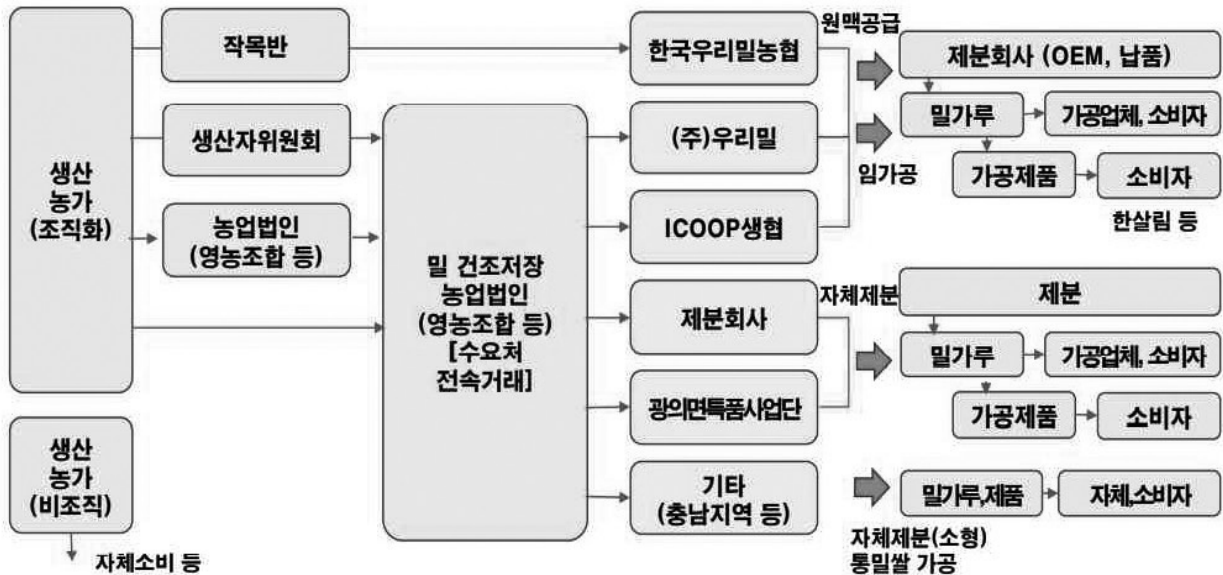 생산
농가
(조직화)
작목반
생산자위원회
농업법인
(영농조합 등)
밀 건조저장
농업법인
(영농조합 등)
[수요처
전속거래]
한국우리밀농협
(주)우리밀
ICOOP생협
제분회사
광의면특품사업단
기타
(충남지역 등)
원맥공급
임가공
제분회사 (OEM, 납품)
밀가루
가공업체, 소비자
가공제품
소비자
한살림 등
자체제분
제분
밀가루
가공업체, 소비자
가공제품
소비자
밀가루,제품
자체,소비자
자체제분(소형)
통밀쌀 가공
생산
농가
(비조직)
자체소비 등